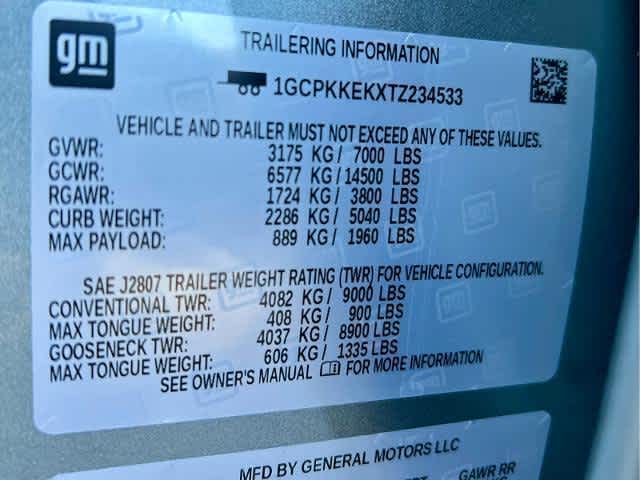 gm
TRAILERING INFORMATION
1GCPKKEKXTZ234533
VEHICLE AND TRAILER MUST NOT EXCEED ANY OF THESE VALUES.
GVWR: 3175 KG / 7000 LBS
GCWR: 6577 KG / 14500 LBS
RGAWR: 1724 KG / 3800 LBS
CURB WEIGHT: 2286 KG / 5040 LBS
MAX PAYLOAD: 889 KG / 1960 LBS
SAE J2807 TRAILER WEIGHT RATING (TWR) FOR VEHICLE CONFIGURATION.
CONVENTIONAL TWR: 4082 KG / 9000 LBS
MAX TONGUE WEIGHT: 408 KG / 900 LBS
GOOSENECK TWR: 4037 KG / 8900 LBS
MAX TONGUE WEIGHT: 606 KG / 1335 LBS
SEE OWNER'S MANUAL FOR MORE INFORMATION
MFD BY GENERAL MOTORS LLC
GAWR RR